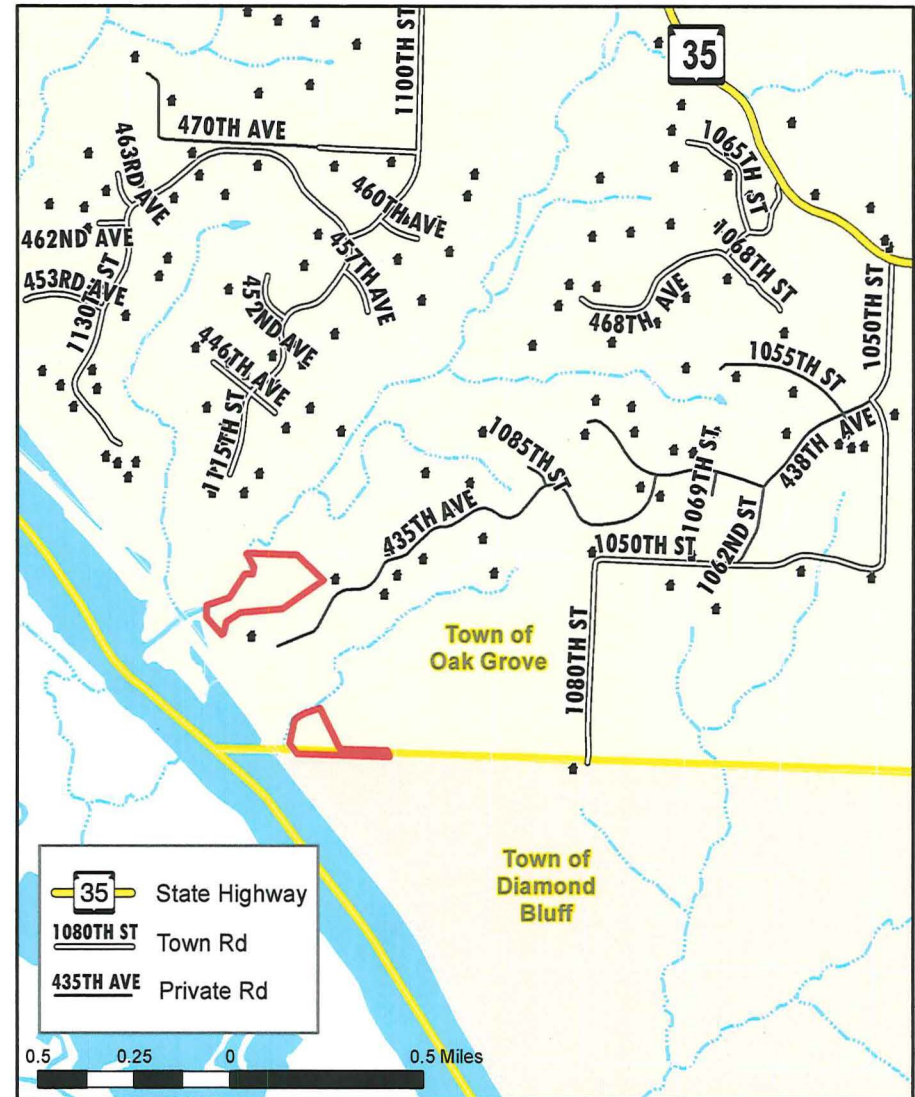 1100TH ST
35
470TH AVE
463RD AVE
1065TH ST
460TH AVE
462ND AVE
457TH AVE
1068TH ST
453RD AVE
1130TH ST
452ND AVE
468TH AVE
1050TH ST
446TH AVE
1055TH ST
1115TH ST
1085TH ST
438TH AVE
1069TH ST
435TH AVE
1050TH ST
1062ND ST
Town of
Oak Grove
1080TH ST
Town of
Diamond
Bluff
35 State Highway
1080TH ST Town Rd
435TH AVE Private Rd
0.5 0.25 0 0.5 Miles